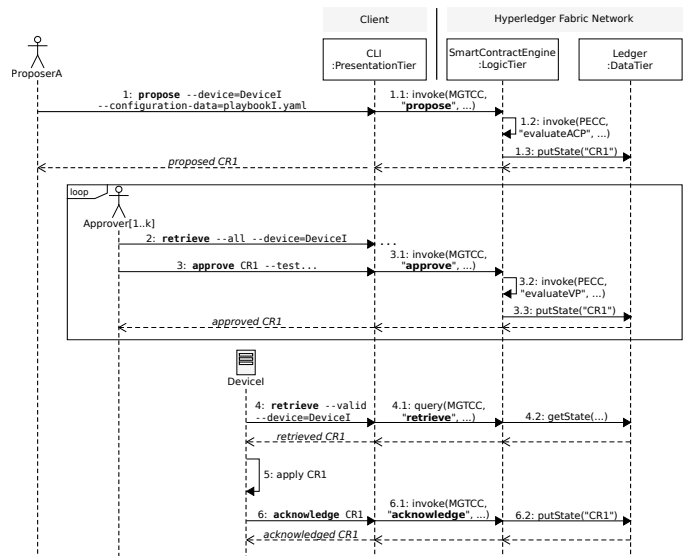 Client
Hyperledger Fabric Network
CLI
:PresentationTier
SmartContractEngine
:LogicTier
Ledger
:DataTier
ProposerA
1: propose --device=DeviceI
--configuration-data=playbookI.yaml
1.1: invoke(MGTCC,
"propose", ...)
1.2: invoke(PECC,
"evaluateACP", ...)
1.3: putState("CR1")
proposed CR1
loop
Approver[1..k]
2: retrieve --all --device=DeviceI
...
3: approve CR1 --test...
3.1: invoke(MGTCC,
"approve", ...)
3.2: invoke(PECC,
"evaluateVP", ...)
3.3: putState("CR1")
approved CR1
DeviceI
4: retrieve --valid
--device=DeviceI
4.1: query(MGTCC,
"retrieve", ...)
4.2: getState(...)
retrieved CR1
5: apply CR1
6: acknowledge CR1
6.1: invoke(MGTCC,
"acknowledge", ...)
6.2: putState("CR1")
acknowledged CR1